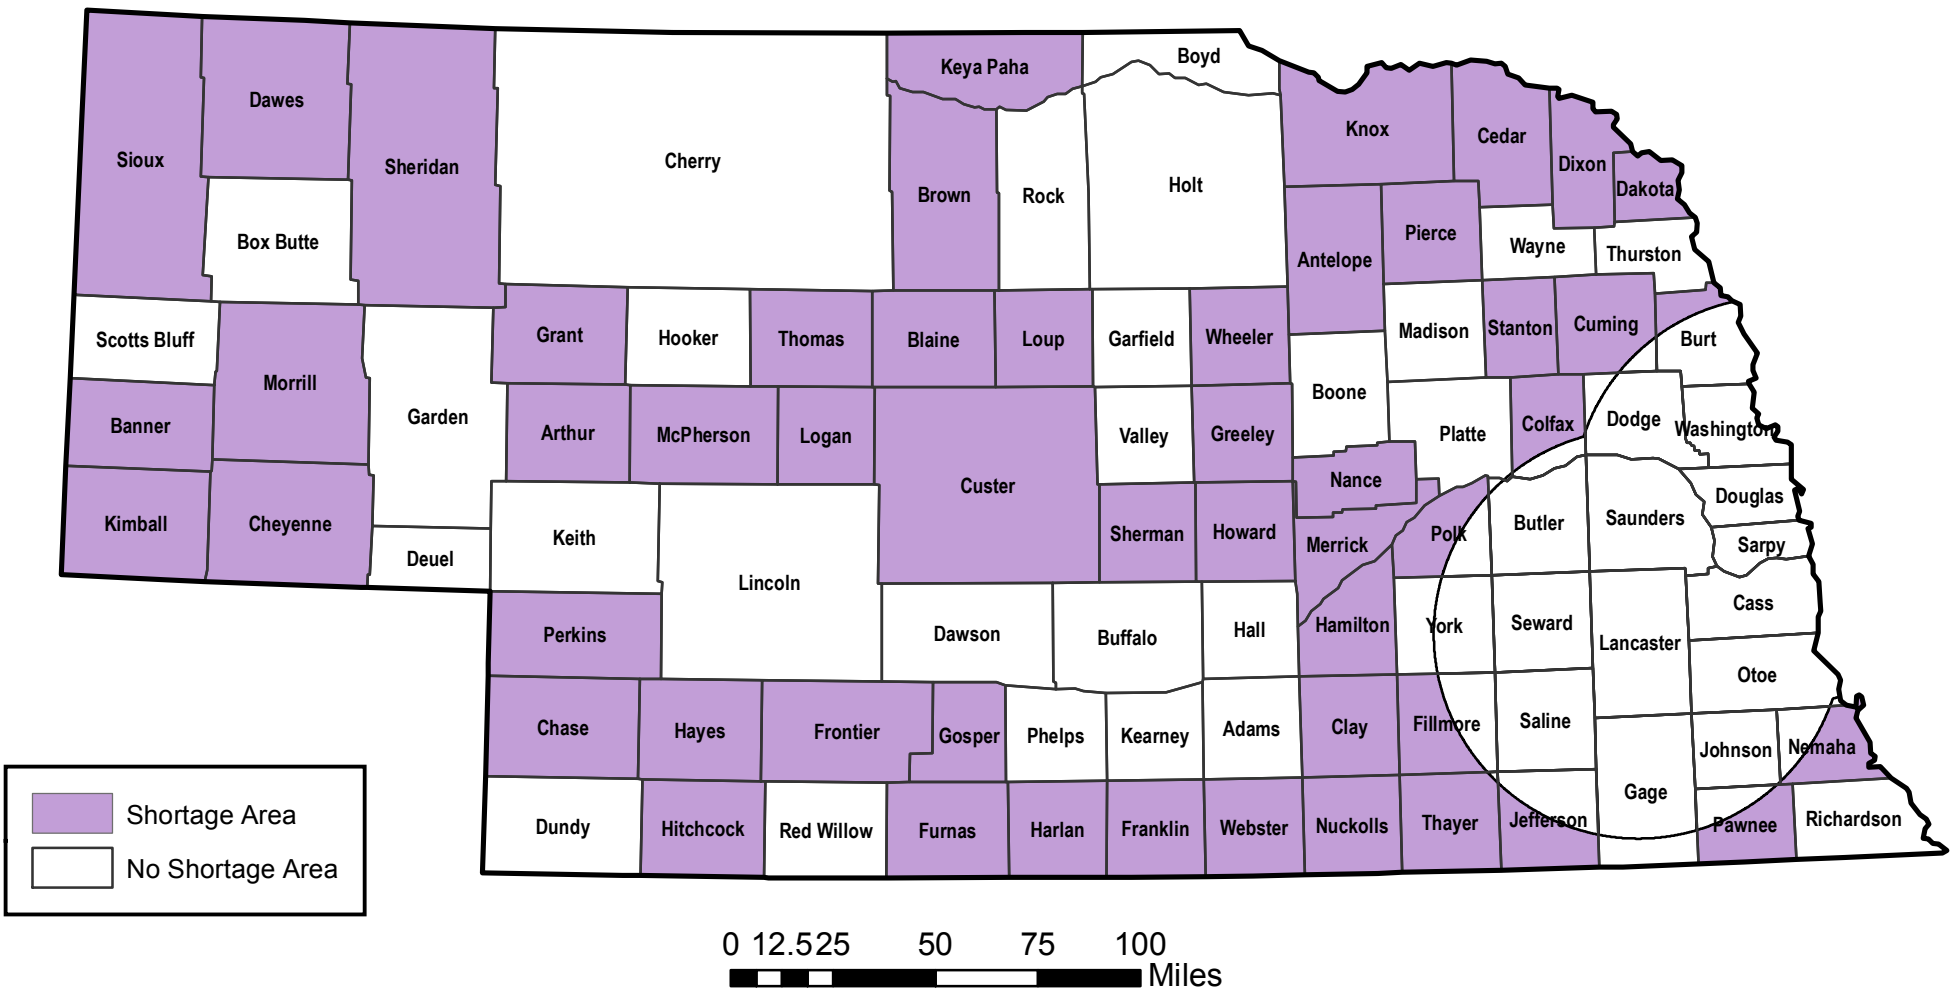 Boyd
Keya Paha
Dawes
Knox
Cedar
Sioux
Cherry
Sheridan
Dixon
Holt
Dakota
Brown
Rock
Pierce
Box Butte
Wayne
Thurston
Antelope
Scotts Bluff
Grant
Hooker
Thomas
Blaine
Loup
Garfield
Wheeler
Madison
Stanton
Cuming
Burt
Morrill
Boone
Garden
Banner
Arthur
McPherson
Logan
Valley
Greeley
Platte
Colfax
Dodge
Washington
Custer
Nance
Douglas
Kimball
Cheyenne
Keith
Sherman
Howard
Merrick
Polk
Butler
Saunders
Sarpy
Deuel
Lincoln
Cass
Perkins
Dawson
Buffalo
Hall
Hamilton
York
Seward
Lancaster
Otoe
Chase
Hayes
Frontier
Gosper
Phelps
Kearney
Adams
Clay
Fillmore
Saline
Johnson
Nemaha
Gage
Dundy
Hitchcock
Red Willow
Furnas
Harlan
Franklin
Webster
Nuckolls
Thayer
Jefferson
Pawnee
Richardson
Shortage Area
No Shortage Area
0 12.5 25 50 75 100
Miles